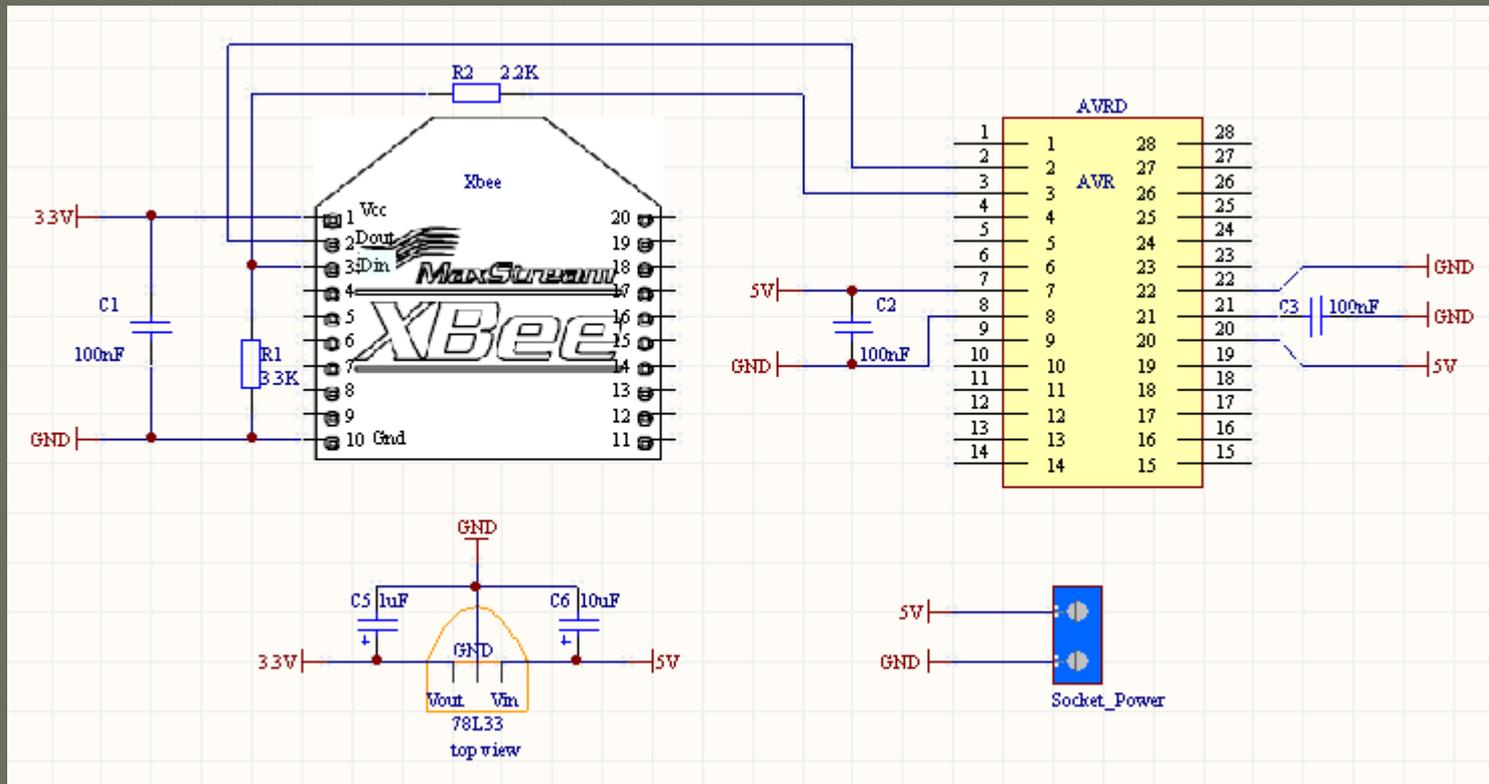 R2 2.2K
Xbee
3.3V
1 Vcc
2 Dout
3 Din
4
5
6
7
8
9
10 Gnd
20
19
18
17
16
15
14
13
12
11
MaxStream
XBee
C1
100nF
R1
3.3K
GND
AVRD
AVR
1
2
3
4
5
6
7
8
9
10
11
12
13
14
1
2
3
4
5
6
7
8
9
10
11
12
13
14
28
27
26
25
24
23
22
21
20
19
18
17
16
15
28
27
26
25
24
23
22
21
20
19
18
17
16
15
5V
C2
100nF
GND
GND
C3 100nF
GND
5V
GND
C5 1uF
C6 10uF
GND
3.3V
5V
Vout Vin
78L33
top view
5V
GND
Socket_Power